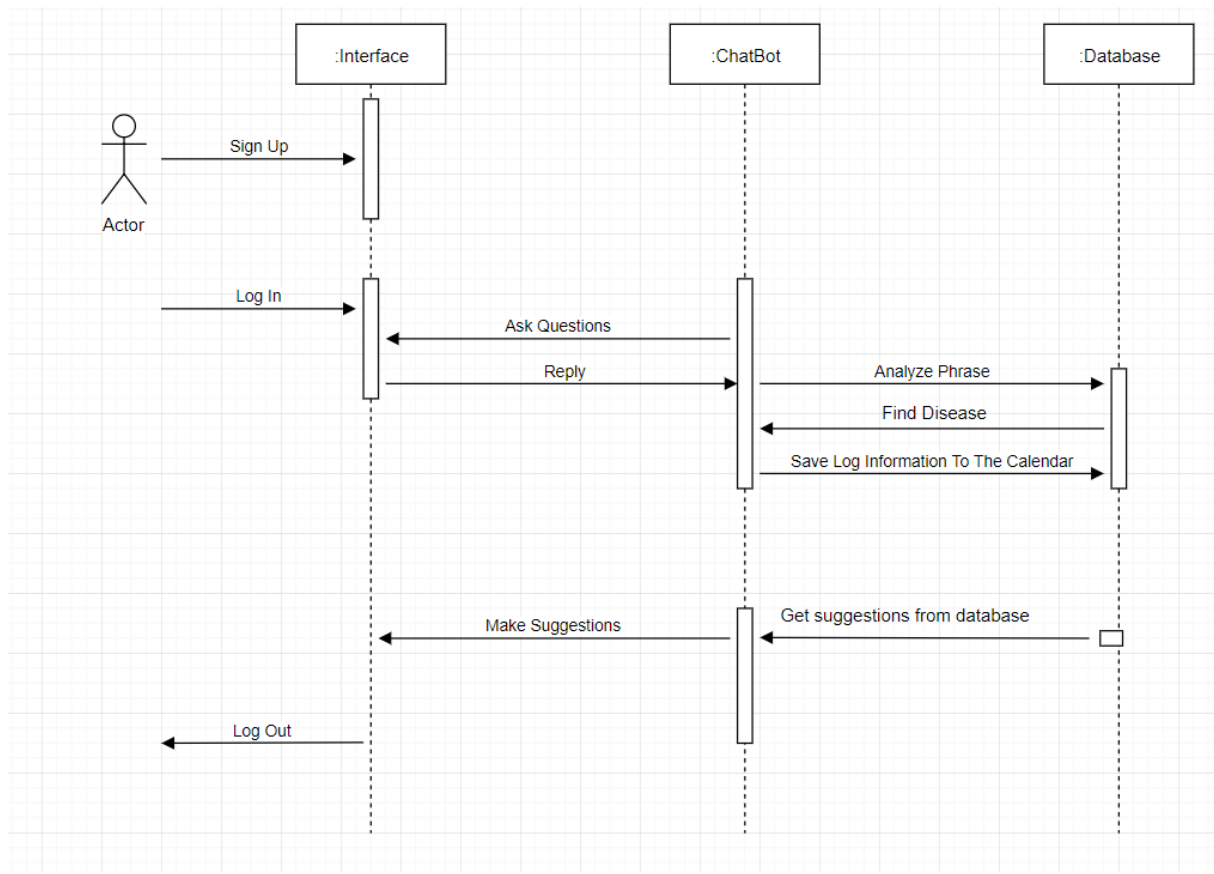 :Interface
:ChatBot
:Database
Sign Up
Actor
Log In
Ask Questions
Reply
Analyze Phrase
Find Disease
Save Log Information To The Calendar
Get suggestions from database
Make Suggestions
Log Out